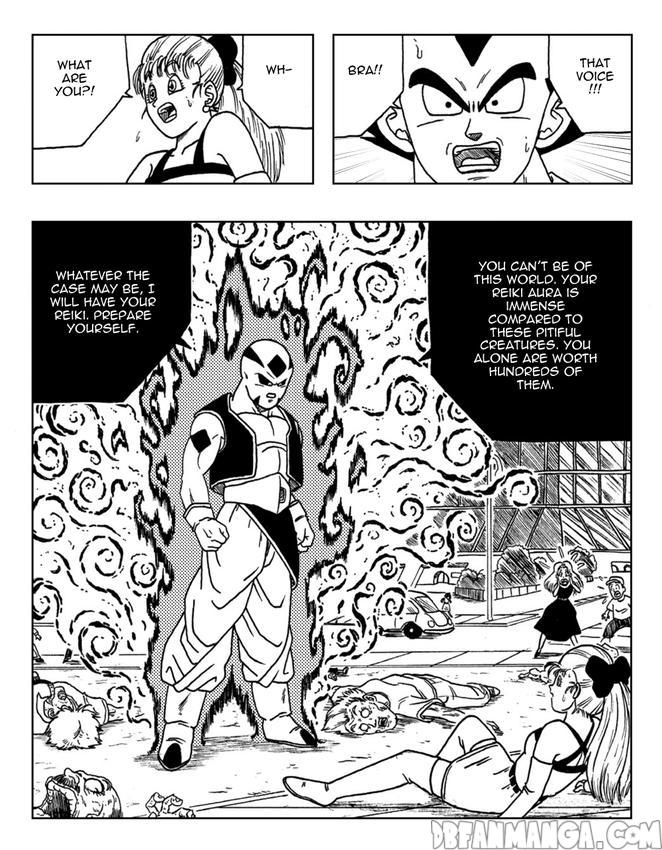 THAT
VOICE
!!!
BRA!!
WH-
WHAT
ARE
YOU?!
YOU CAN'T BE OF
THIS WORLD. YOUR
REIKI AURA IS
IMMENSE
COMPARED TO
THESE PITIFUL
CREATURES. YOU
ALONE ARE WORTH
HUNDREDS OF
THEM.
WHATEVER THE
CASE MAY BE, I
WILL HAVE YOUR
REIKI. PREPARE
YOURSELF.
DBFANMANGA.COM